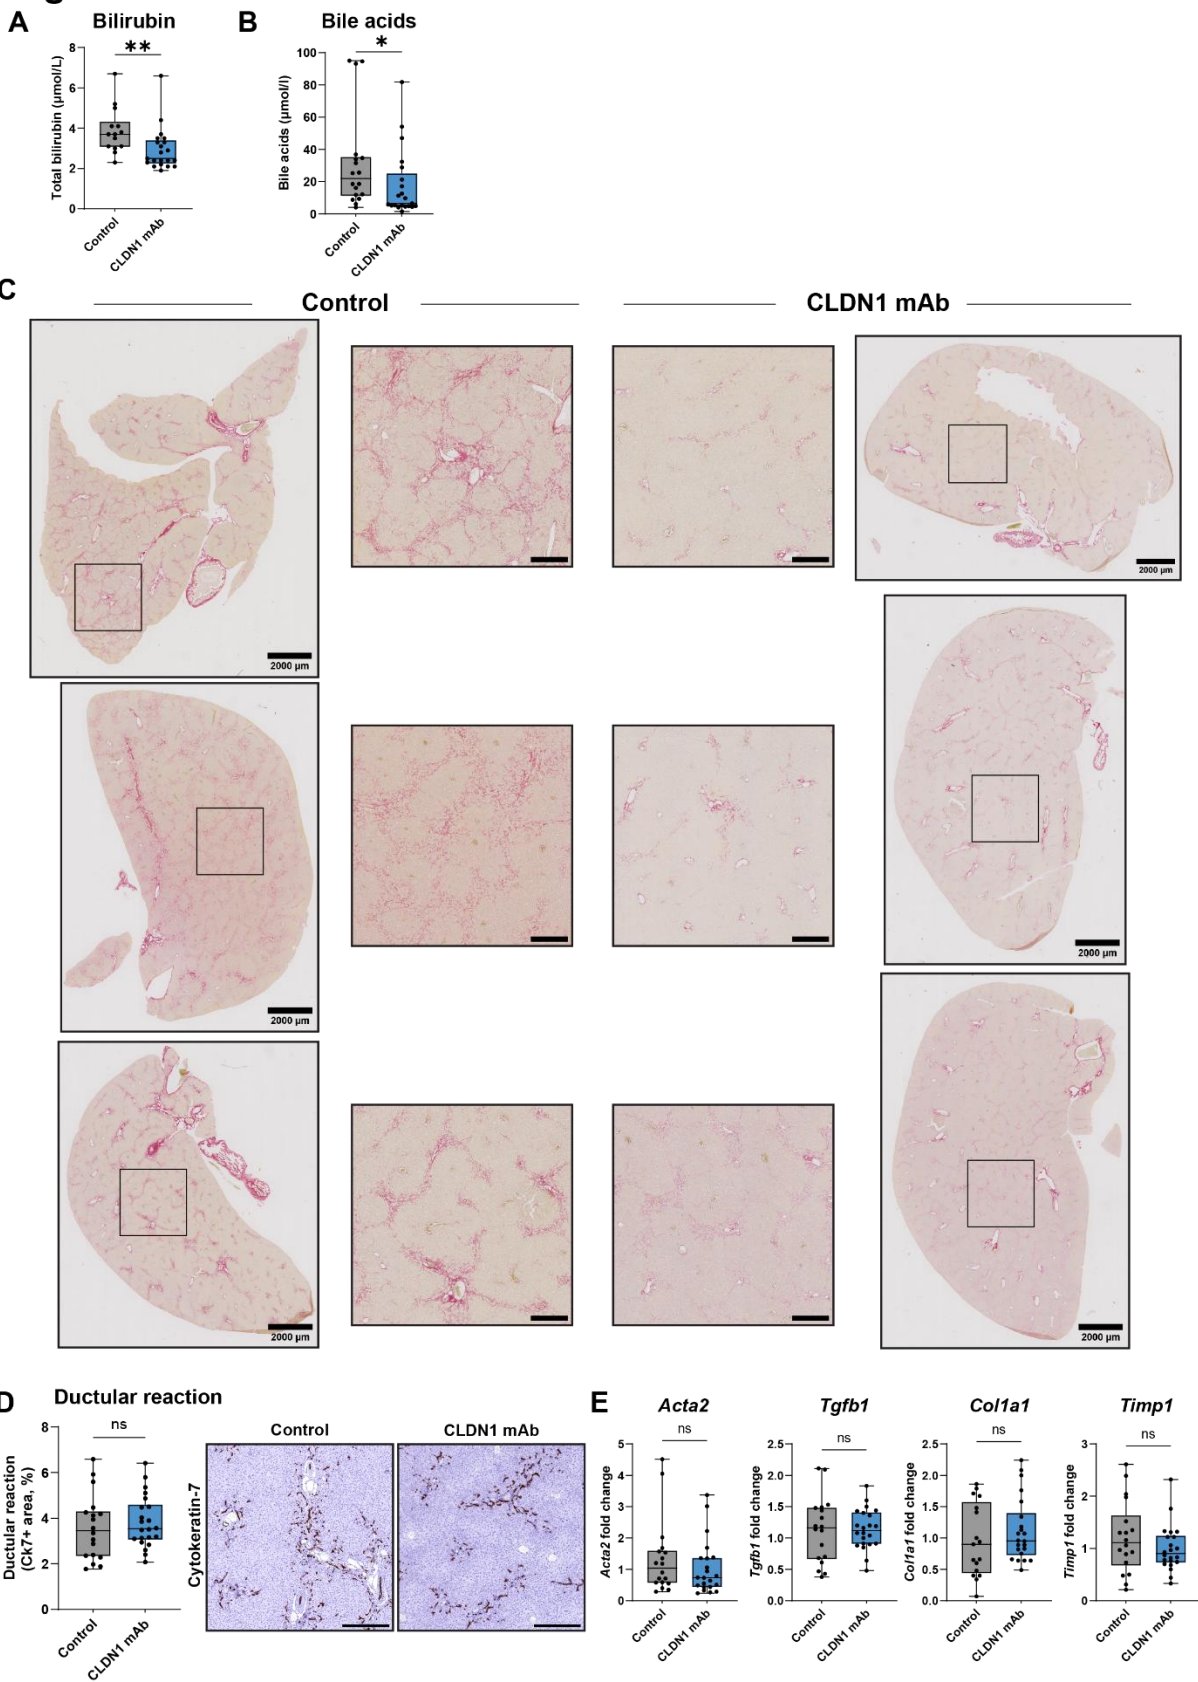 A
Bilirubin
**
Total bilirubin (µmol/L)
8
6
4
2
0
Control
CLDN1 mAb
B
Bile acids
*
Bile acids (µmol/l)
100
80
60
40
20
0
Control
CLDN1 mAb
C
Control
CLDN1 mAb
2000 µm
2000 µm
2000 µm
2000 µm
2000 µm
2000 µm
D
Ductular reaction
ns
Ductular reaction
(Ck7+ area, %)
8
6
4
2
0
Control
CLDN1 mAb
Cytokeratin-7
Control
CLDN1 mAb
E
Acta2
ns
Acta2 fold change
5
4
3
2
1
0
Control
CLDN1 mAb
Tgfb1
ns
Tgfb1 fold change
2.5
2.0
1.5
1.0
0.5
0.0
Control
CLDN1 mAb
Col1a1
ns
Col1a1 fold change
2.5
2.0
1.5
1.0
0.5
0.0
Control
CLDN1 mAb
Timp1
ns
Timp1 fold change
3
2
1
0
Control
CLDN1 mAb